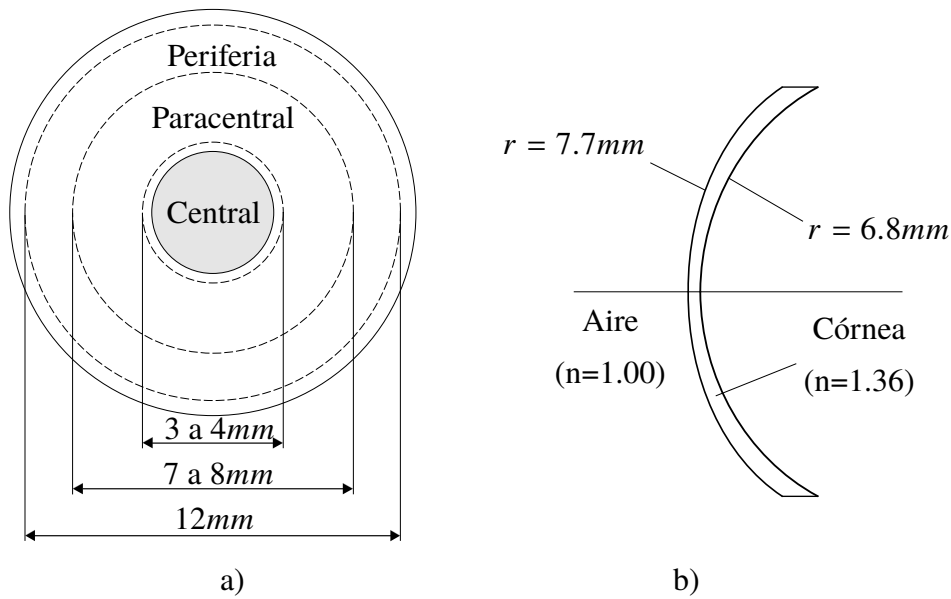 Periferia
Paracentral
Central
3 a 4mm
7 a 8mm
12mm
a)
r = 7.7mm
r = 6.8mm
Aire
(n=1.00)
Córnea
(n=1.36)
b)